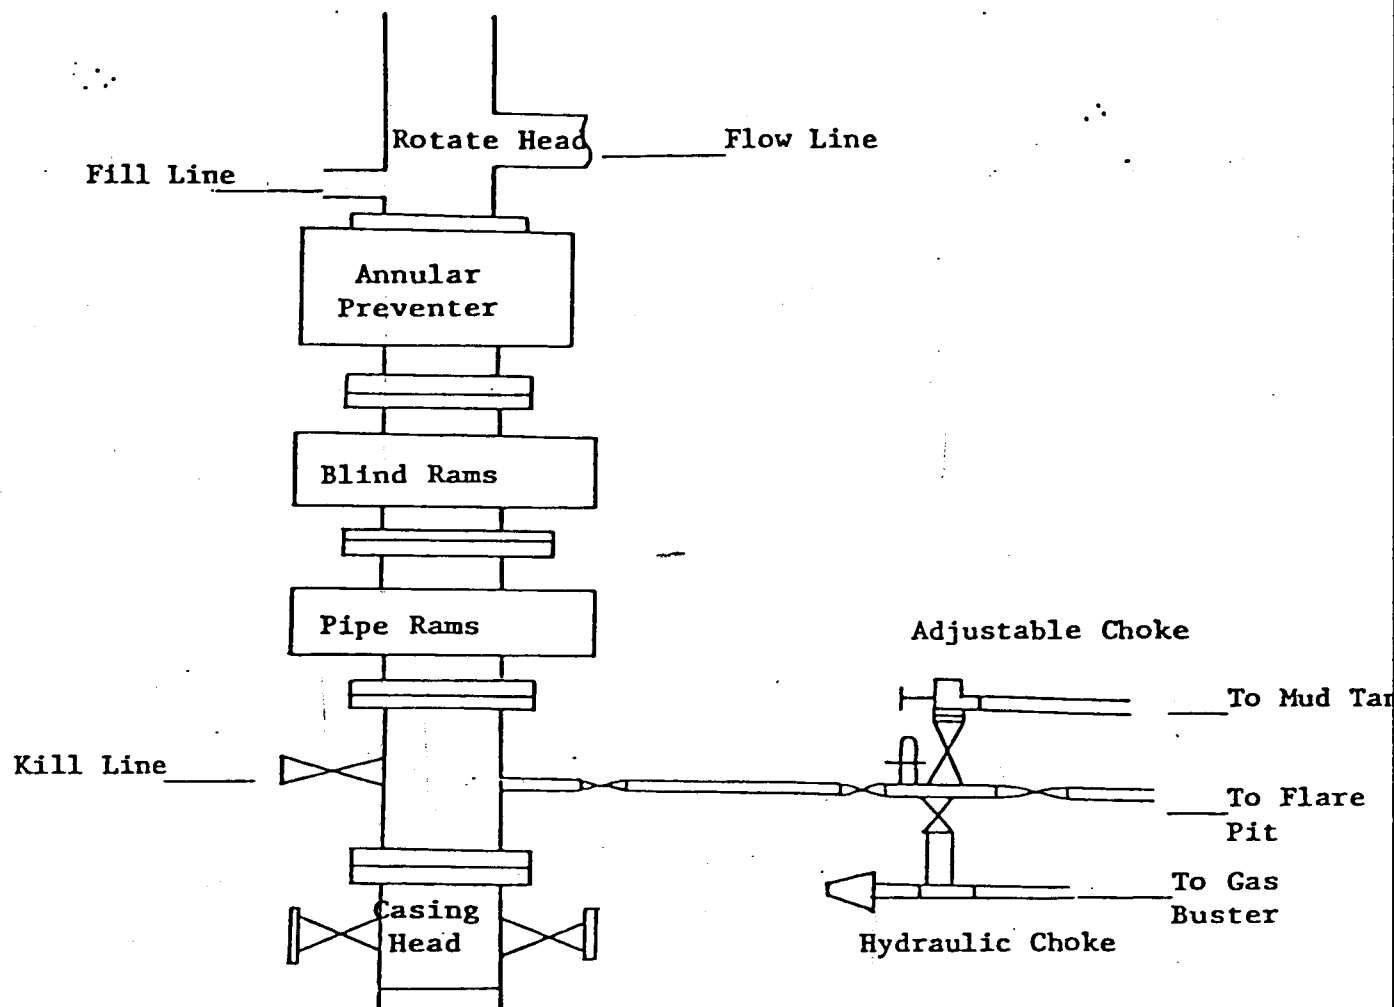 Rotate Head
Flow Line
Fill Line
Annular
Preventer
Blind Rams
Pipe Rams
Adjustable Choke
To Mud Tan
Kill Line
To Flare
Pit
To Gas
Buster
Casing
Head
Hydraulic Choke